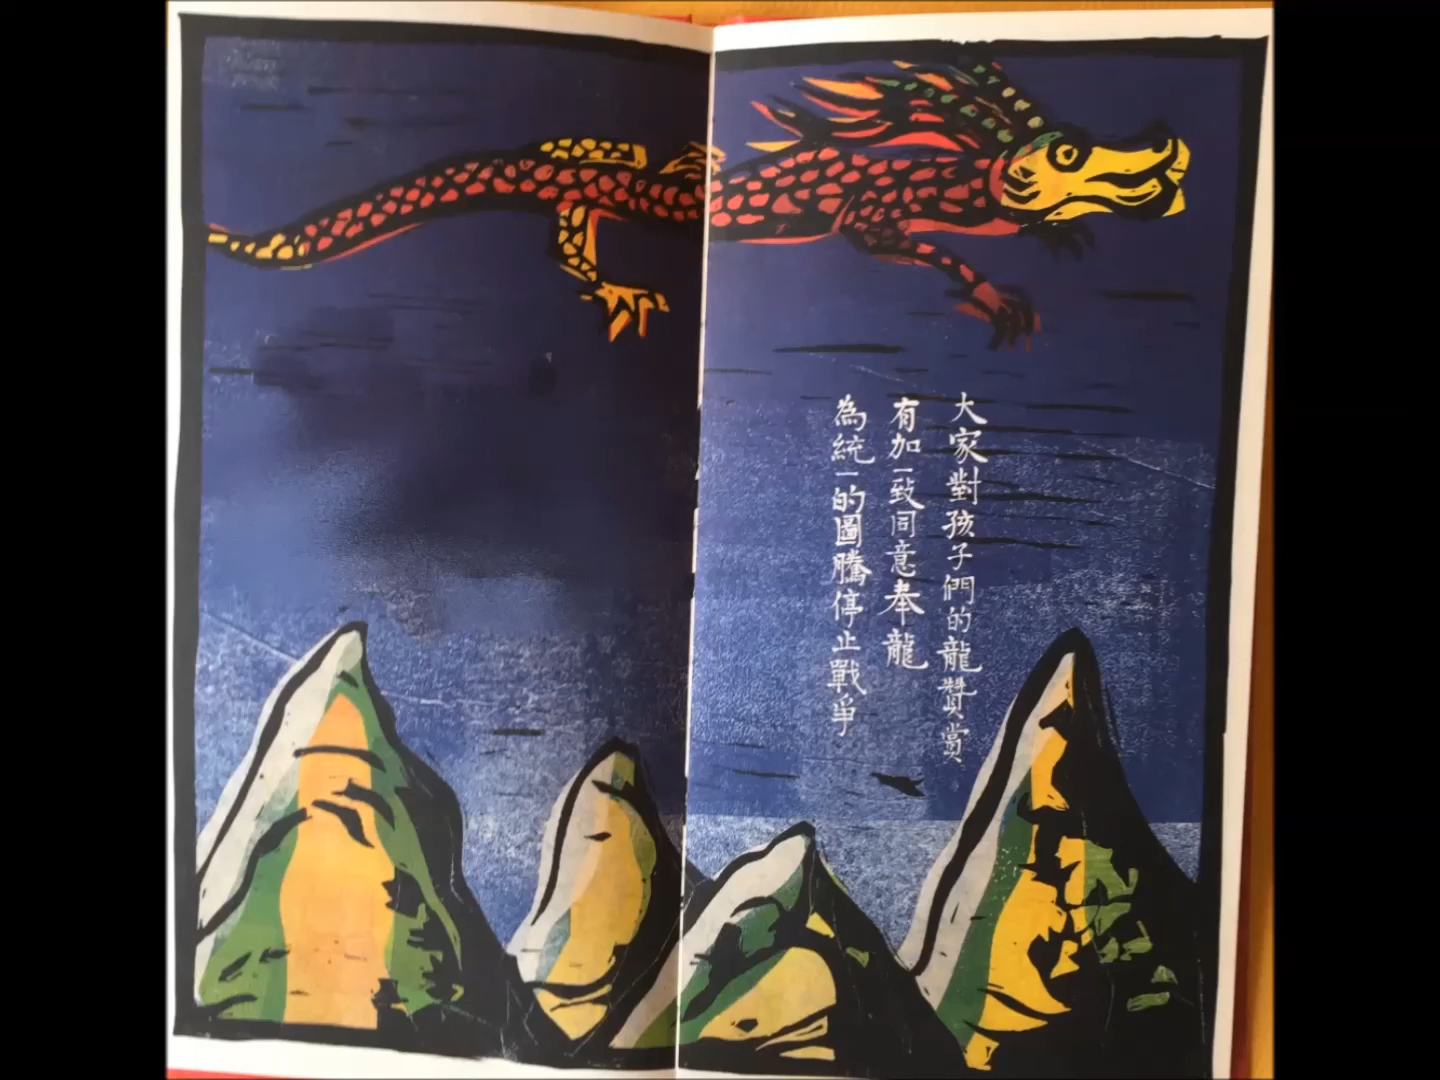 大家對孩子們的龍贊賞
有加一致同意奉龍
為統一的圖騰停止戰爭